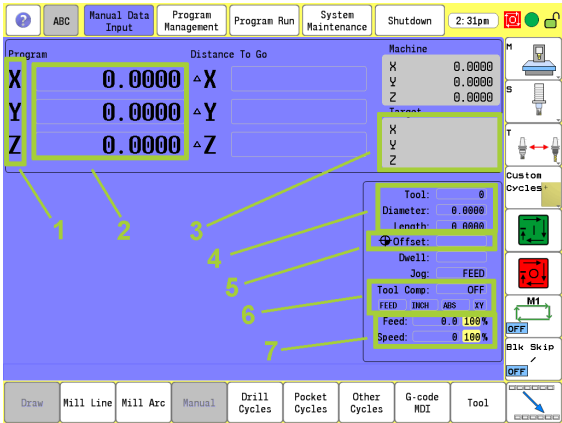 ?
ABC
Manual Data
Input
Program
Management
Program Run
System
Maintenance
Shutdown
2:31pm
Program
Distance To Go
Machine
X 0.0000 △X
Y 0.0000 △Y
Z 0.0000 △Z
X 0.0000
Y 0.0000
Z 0.0000
Target
X
Y
Z
1
2
3
4
5
6
7
Tool: 0
Diameter: 0.0000
Length: 0.0000
Offset:
Dwell:
Jog: FEED
Tool Comp: OFF
FEED INCH ABS XY
Feed: 0.0 100%
Speed: 0 100%
M
S
T
Custom
Cycles
I
O
M1
OFF
Blk Skip
/
OFF
Draw
Mill Line
Mill Arc
Manual
Drill
Cycles
Pocket
Cycles
Other
Cycles
G-code
MDI
Tool